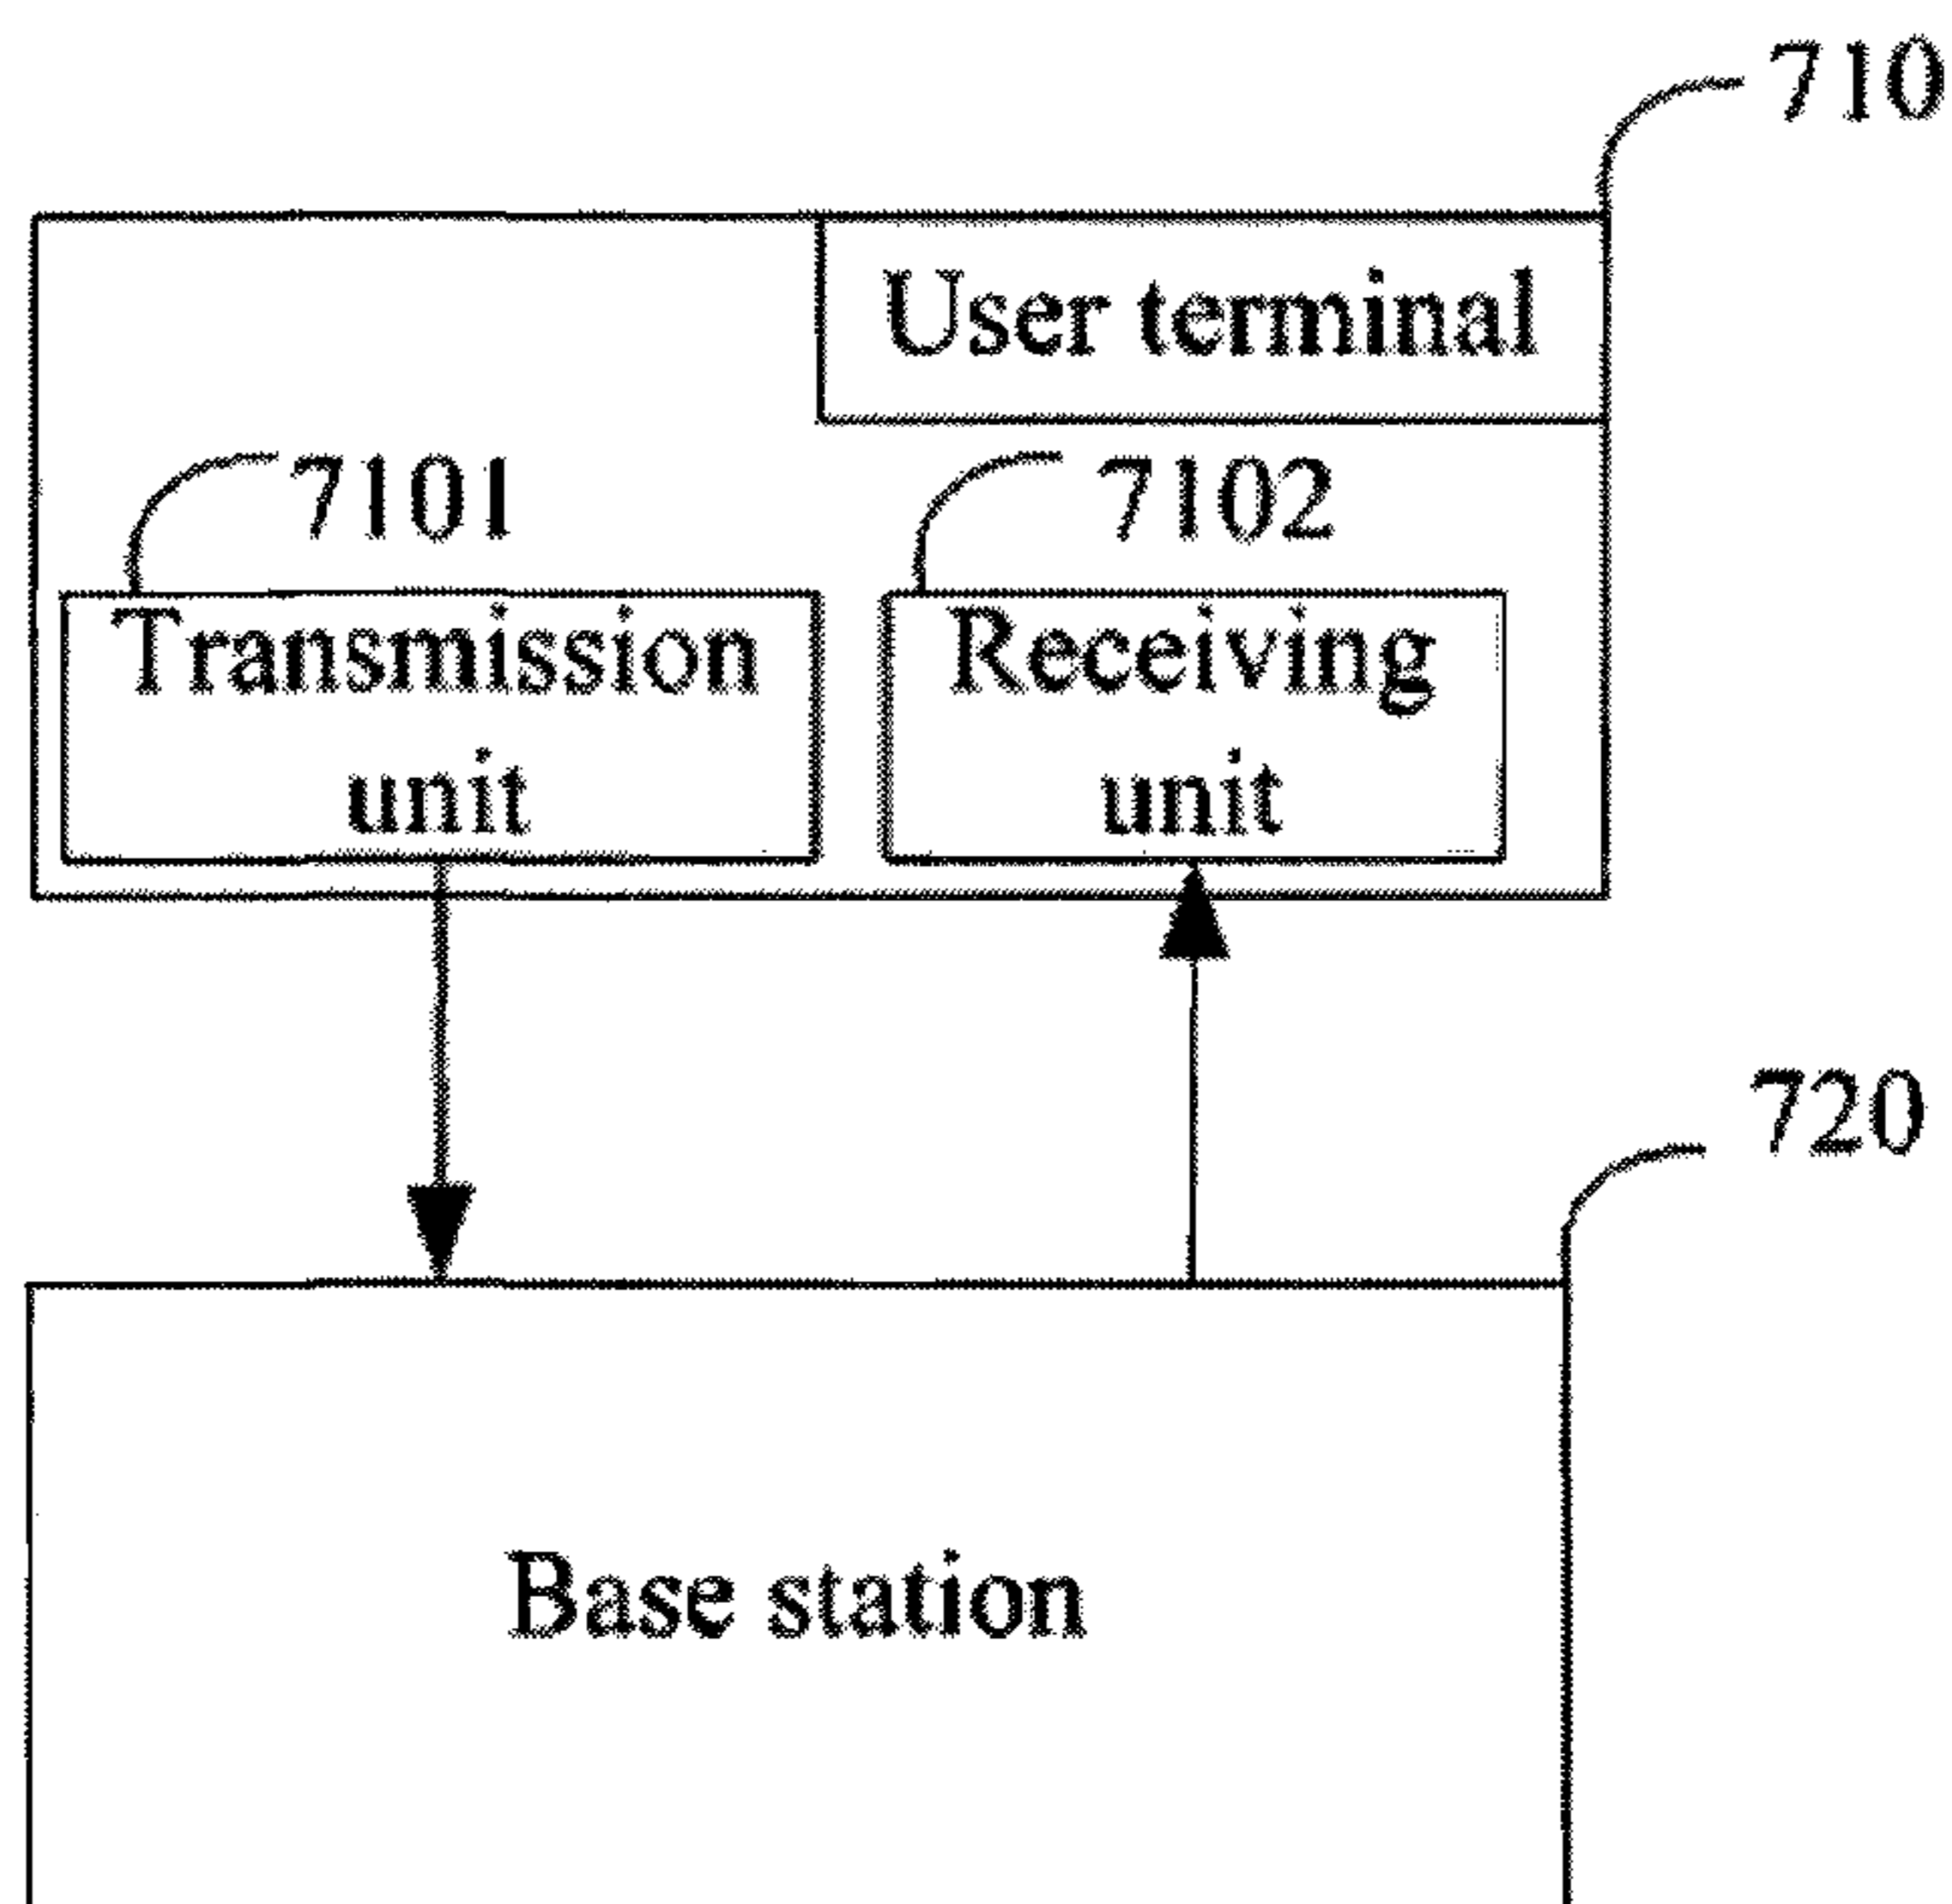 710
User terminal
7101
7102
Transmission
unit
Receiving
unit
720
Base station